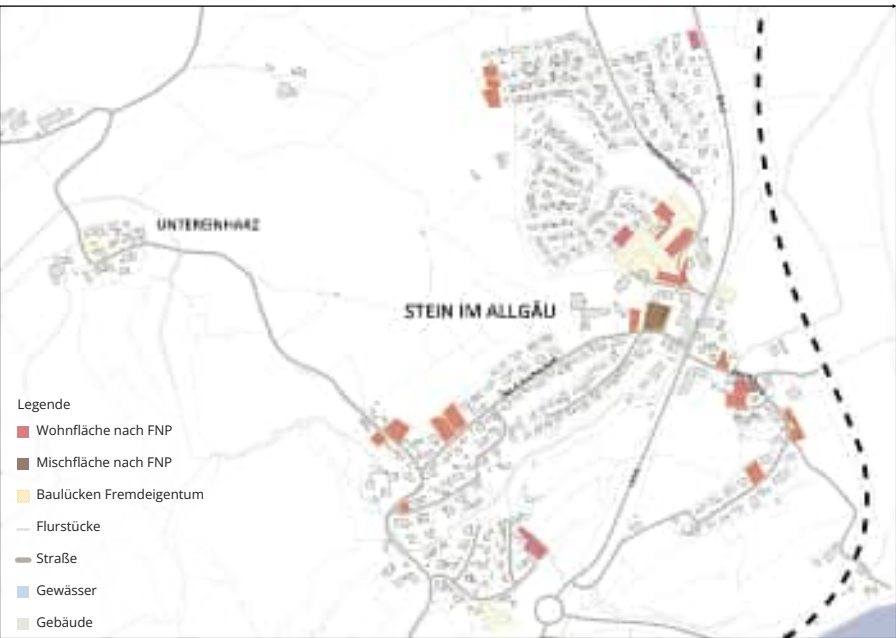 UNTEREINHARZ
STEIN IM ALLGÄU
Legende
Wohnfläche nach FNP
Mischfläche nach FNP
Baulücken Fremdeigentum
Flurstücke
Straße
Gewässer
Gebäude